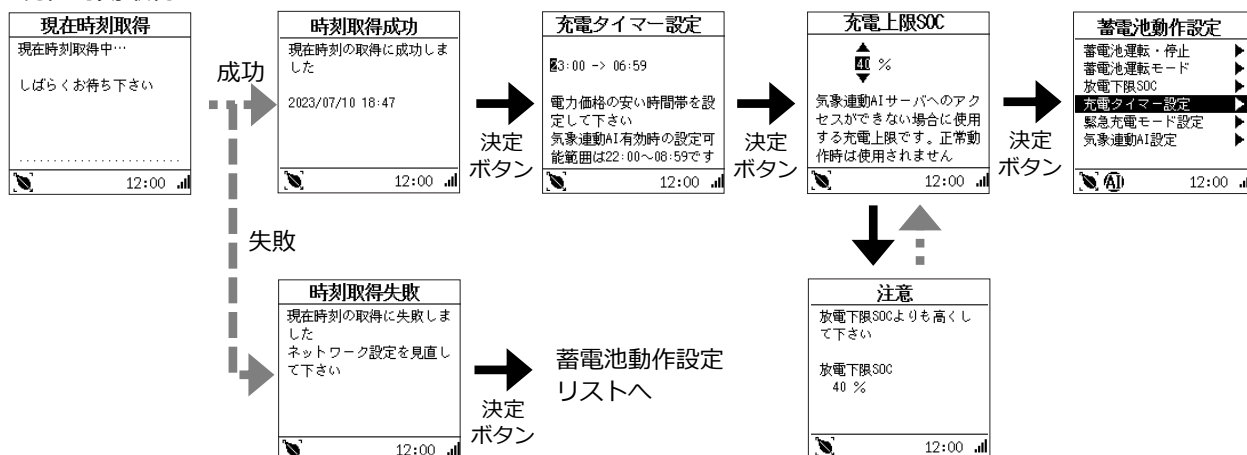 現在時刻取得
現在時刻取得中…
しばらくお待ち下さい
12:00
成功
失敗
時刻取得成功
現在時刻の取得に成功しま
した
2023/07/10 18:47
12:00
決定
ボタン
充電タイマー設定
23:00 -> 06:59
電力価格の安い時間帯を設
定して下さい
気象連動AI有効時の設定可
能範囲は22:00～08:59です
12:00
決定
ボタン
充電上限SOC
40 %
気象連動AIサーバへのアク
セスができない場合に使用
する充電上限です。正常動
作時は使用されません
12:00
決定
ボタン
蓄電池動作設定
蓄電池運転・停止
蓄電池運転モード
放電下限SOC
充電タイマー設定
緊急充電モード設定
気象連動AI設定
AI
12:00
時刻取得失敗
現在時刻の取得に失敗しま
した
ネットワーク設定を見直し
て下さい
12:00
決定
ボタン
蓄電池動作設定
リストへ
注意
放電下限SOCよりも高くし
て下さい
放電下限SOC
40 %
12:00